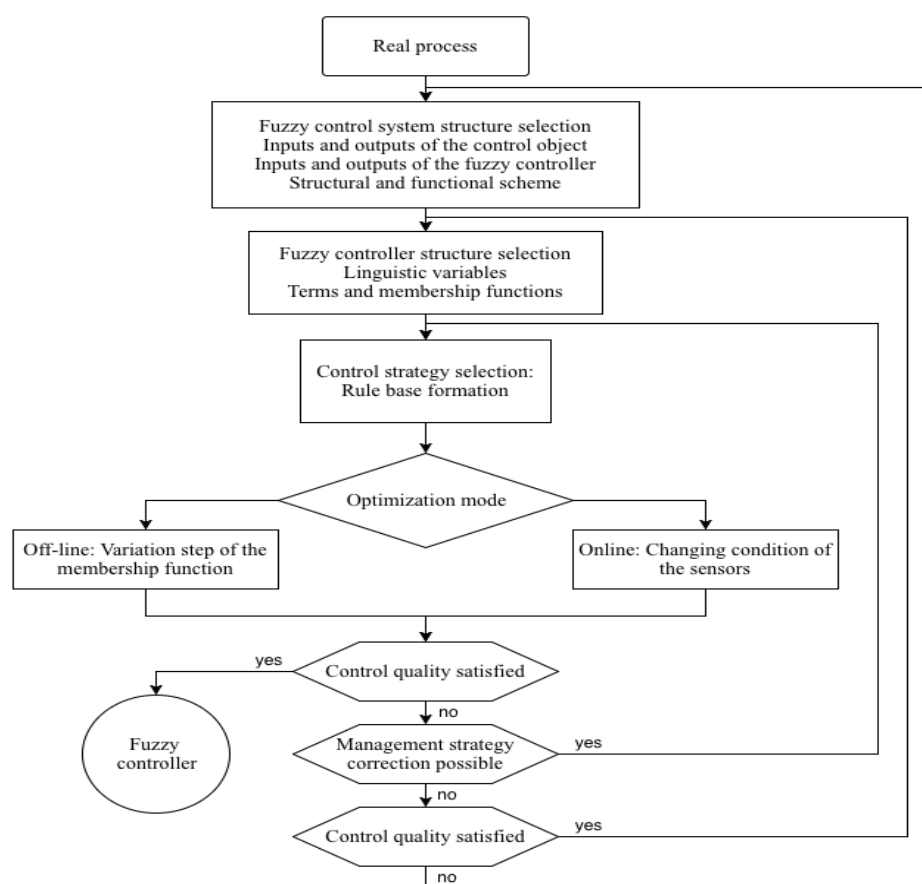 Real process
Fuzzy control system structure selection
Inputs and outputs of the control object
Inputs and outputs of the fuzzy controller
Structural and functional scheme
Fuzzy controller structure selection
Linguistic variables
Terms and membership functions
Control strategy selection:
Rule base formation
Optimization mode
Off-line: Variation step of the
membership function
Online: Changing condition of
the sensors
yes
Control quality satisfied
no
Fuzzy
controller
Management strategy
correction possible
yes
no
Control quality satisfied
yes
no